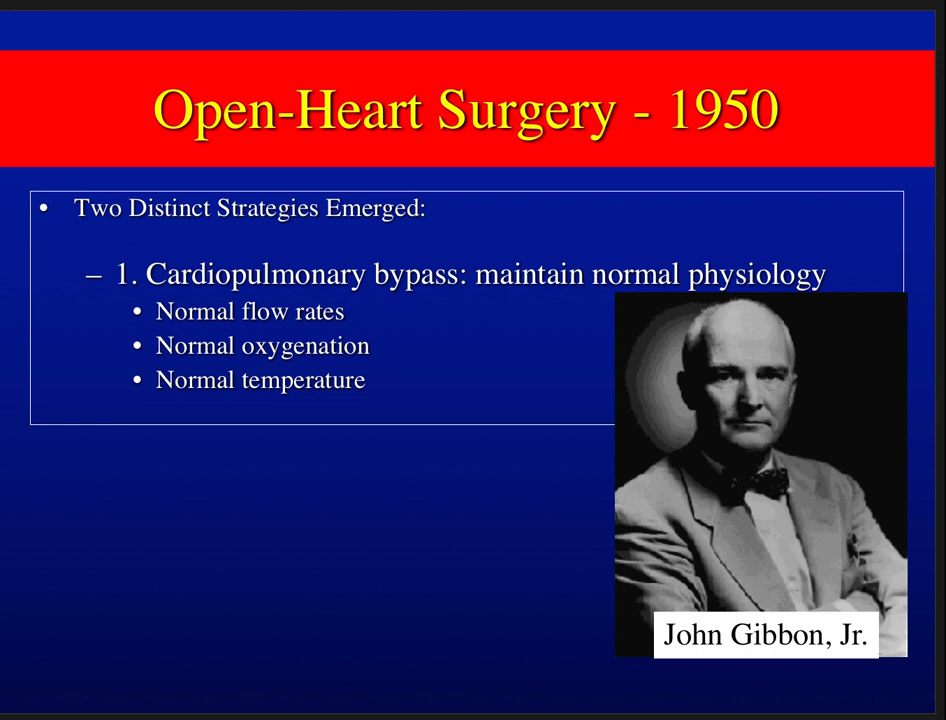 Open-Heart Surgery - 1950
• Two Distinct Strategies Emerged:
– 1. Cardiopulmonary bypass: maintain normal physiology
• Normal flow rates
• Normal oxygenation
• Normal temperature
John Gibbon, Jr.